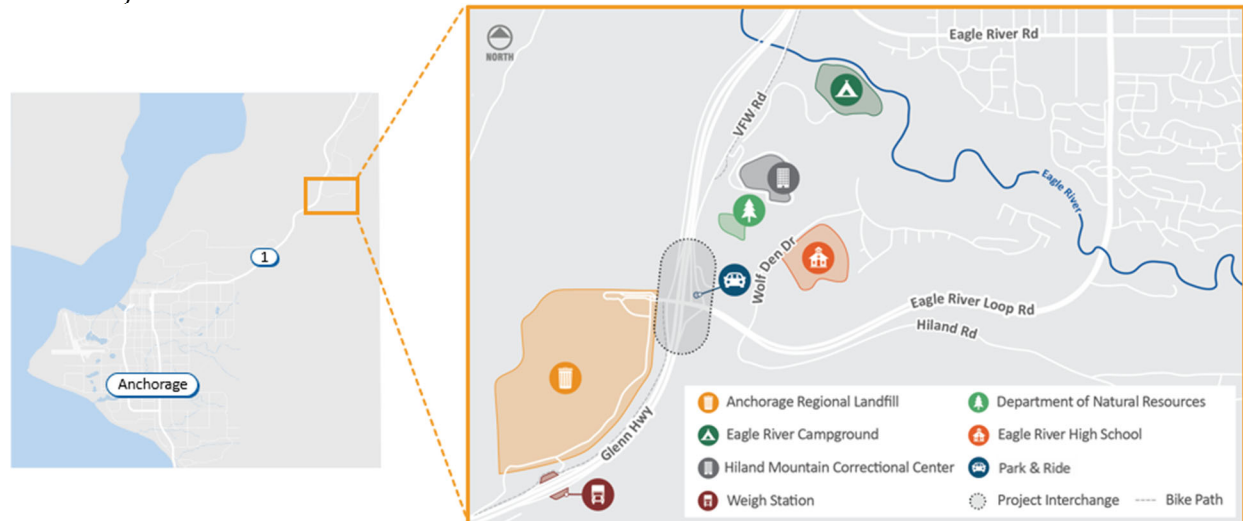 NORTH
Eagle River Rd
VFW Rd
Eagle River
1
Wolf Den Dr
Eagle River Loop Rd
Hiland Rd
Anchorage
Glenn Hwy
Anchorage Regional Landfill
Department of Natural Resources
Eagle River Campground
Eagle River High School
Hiland Mountain Correctional Center
Park & Ride
Weigh Station
Project Interchange
Bike Path